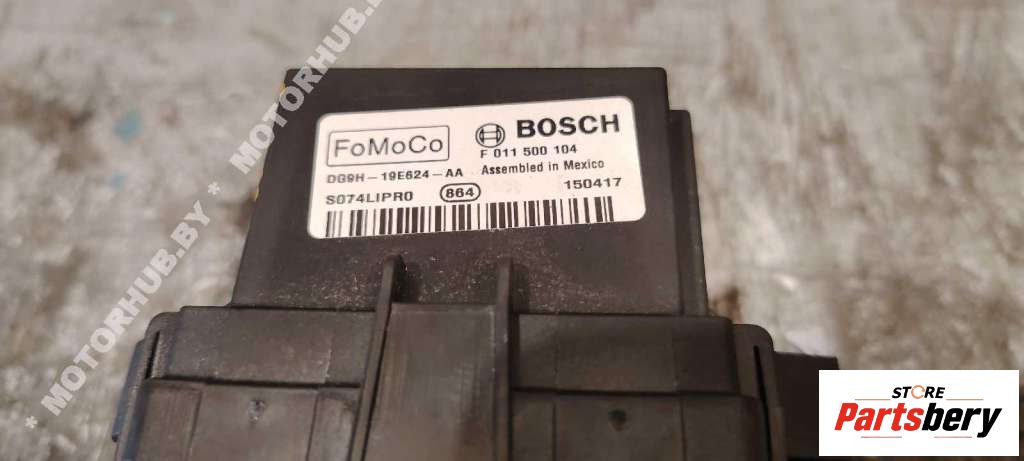 * MOTORHUB.BY * MOTORHUB.BY *
FoMoCo
BOSCH
F 011 500 104
DG9H-19E624-AA
Assembled in Mexico
S074LIPR0
864
150417
STORE
Partsbery